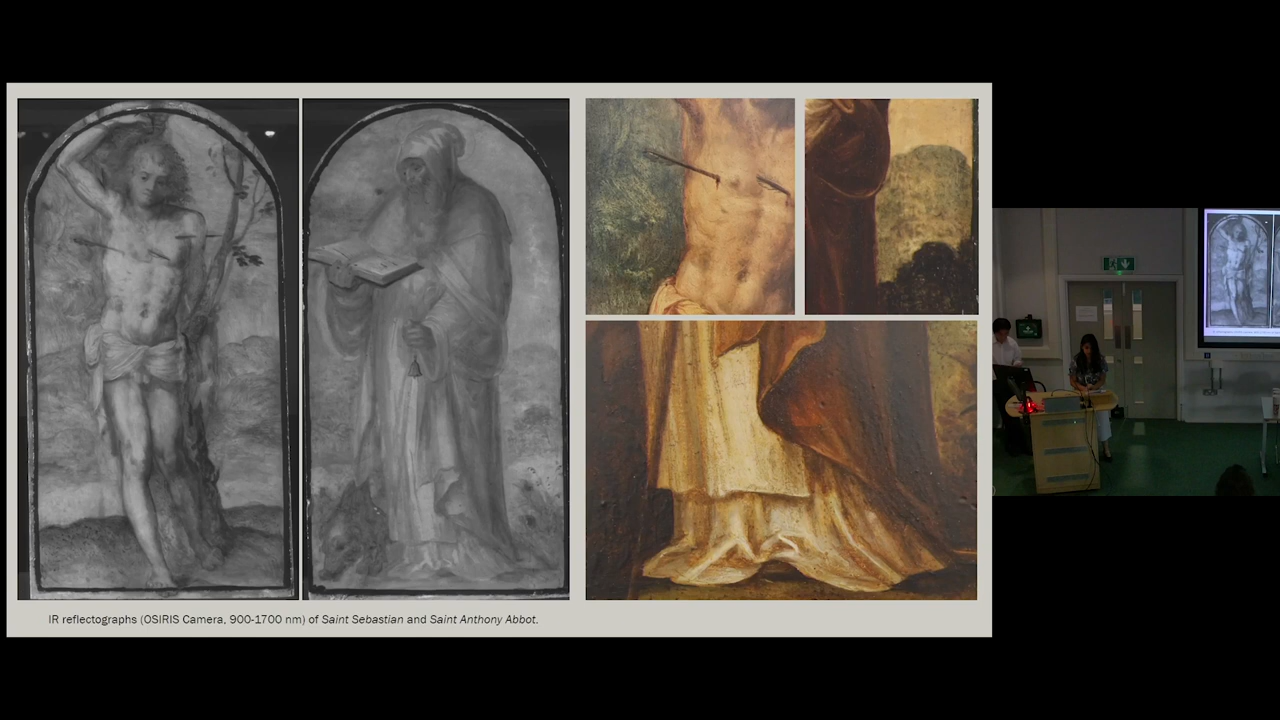 IR reflectographs (OSIRIS Camera, 900-1700 nm) of Saint Sebastian and Saint Anthony Abbot.